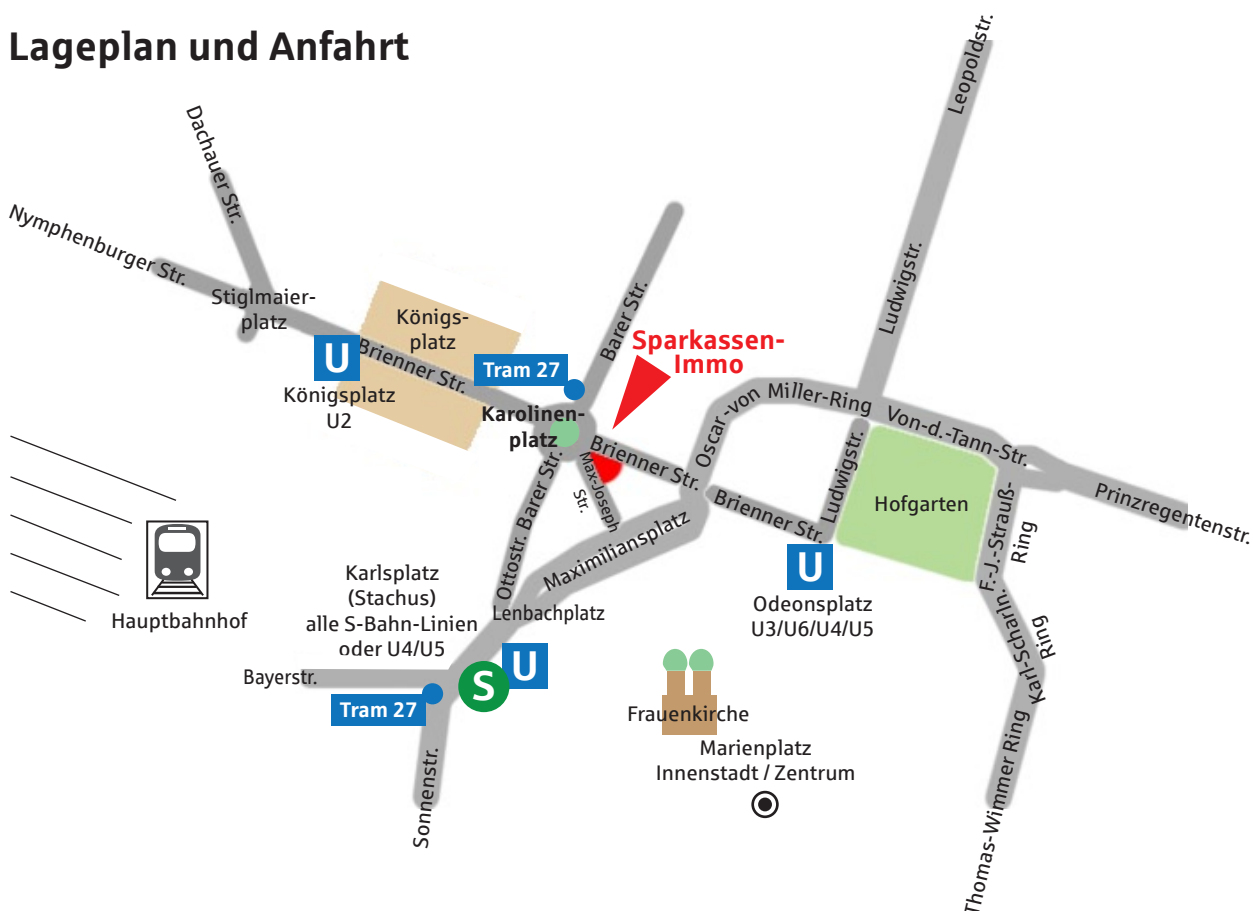 Lageplan und Anfahrt
Leopoldstr.
Dachauer Str.
Nymphenburger Str.
Stiglmaier-
platz
Königs-
platz
Barer Str.
Ludwigstr.
Sparkassen-
Immo
U
Brienner Str.
Tram 27
Königsplatz
U2
Karolinen-
platz
Oscar-von
Miller-Ring
Von-d.-Tann-Str.
Brienner Str.
Max-Joseph
Str.
Ludwigstr.
Hofgarten
Prinzregentenstr.
Brienner Str.
F.-J.-Strauß-
Ring
Ottostr.
Barer Str.
Maximiliansplatz
U
Odeonsplatz
U3/U6/U4/U5
Hauptbahnhof
Karlsplatz
(Stachus)
alle S-Bahn-Linien
oder U4/U5
Lenbachplatz
Karl-Scharln.
Ring
Bayerstr.
S
U
Tram 27
Frauenkirche
Marienplatz
Innenstadt / Zentrum
Sonnenstr.
Thomas-Wimmer Ring